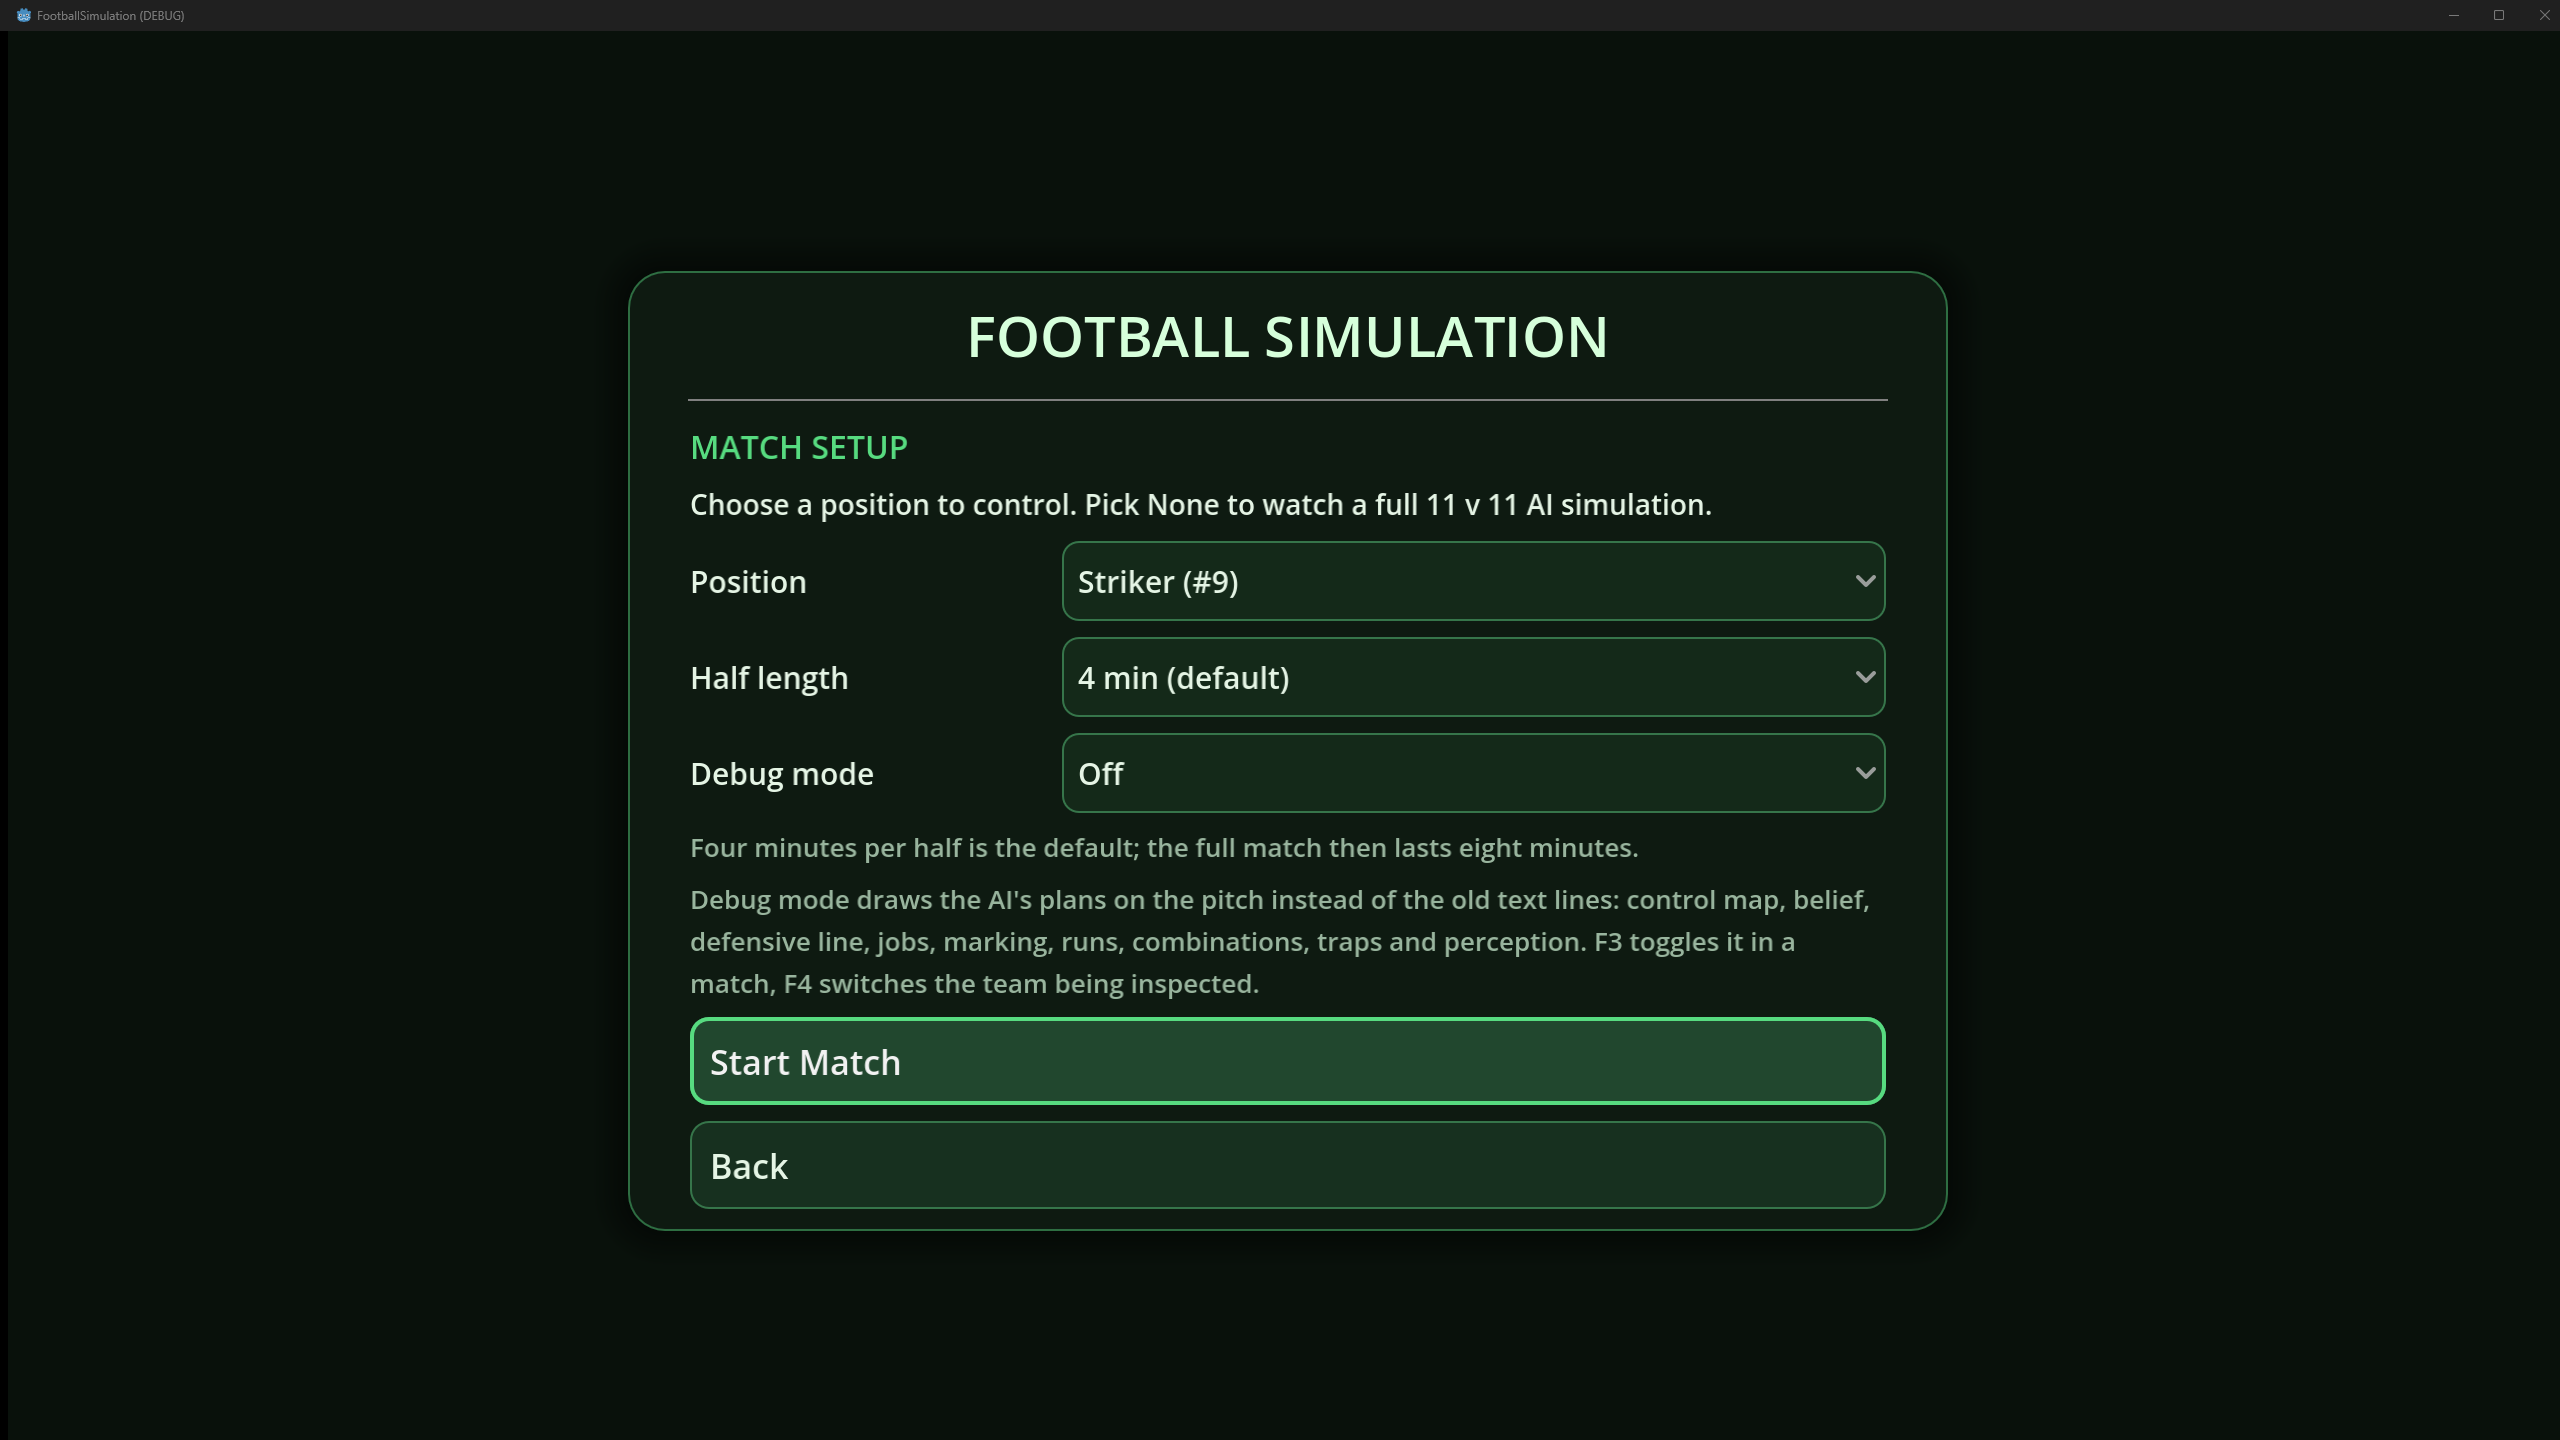 FootballSimulation (DEBUG)
FOOTBALL SIMULATION
MATCH SETUP
Choose a position to control. Pick None to watch a full 11 v 11 AI simulation.
Position
Striker (#9)
Half length
4 min (default)
Debug mode
Off
Four minutes per half is the default; the full match then lasts eight minutes.
Debug mode draws the AI's plans on the pitch instead of the old text lines: control map, belief,
defensive line, jobs, marking, runs, combinations, traps and perception. F3 toggles it in a
match, F4 switches the team being inspected.
Start Match
Back